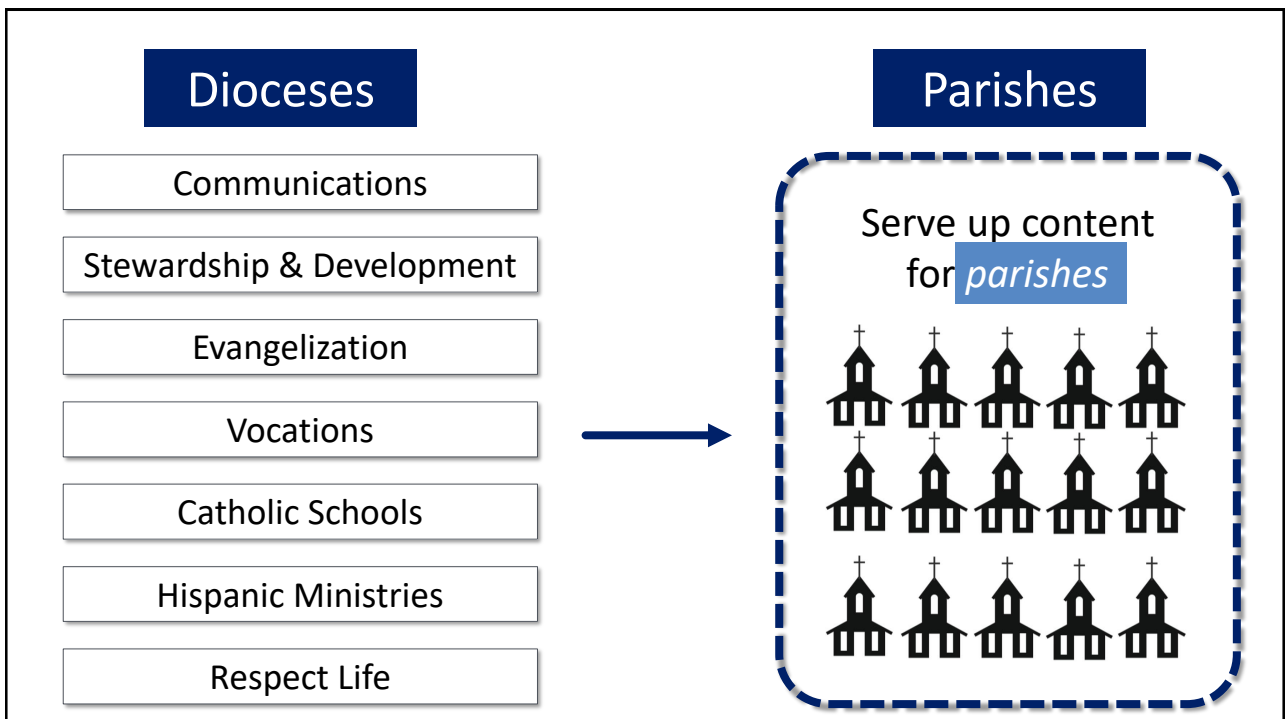 Dioceses
Communications
Stewardship & Development
Evangelization
Vocations
Catholic Schools
Hispanic Ministries
Respect Life
Parishes
Serve up content
for parishes